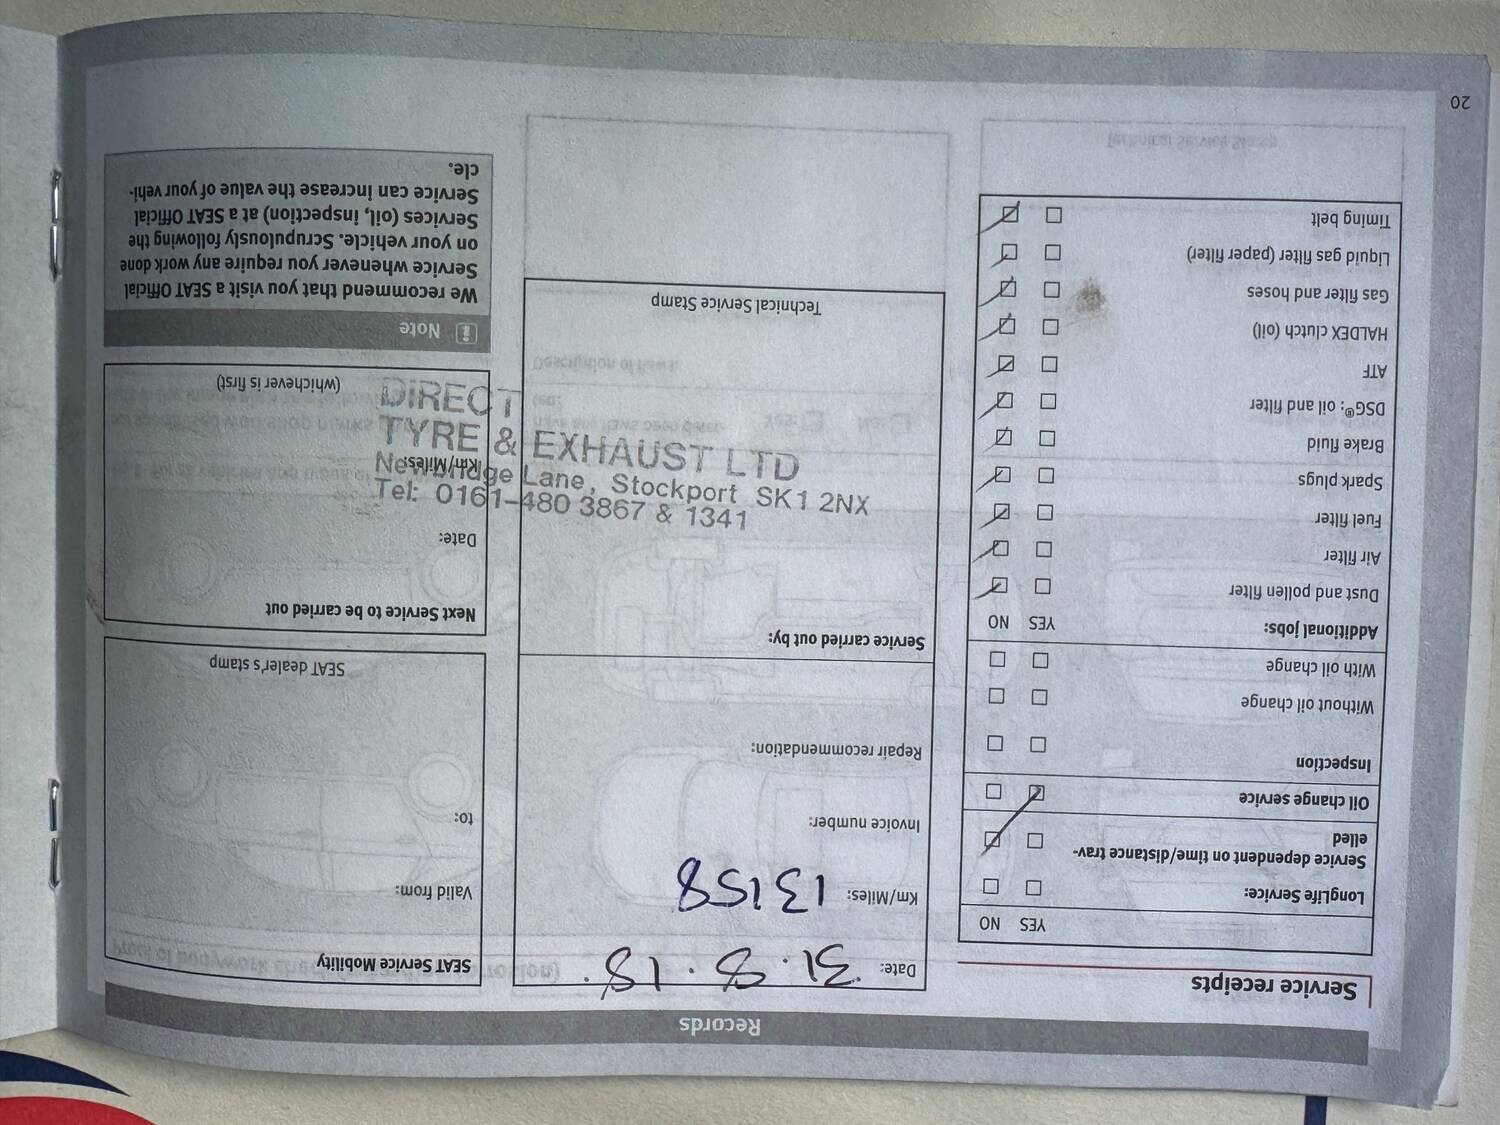 Records
Service receipts
YES NO
LongLife Service:
Service dependent on time/distance trav-
elled
Oil change service
Inspection
Without oil change
With oil change
Additional jobs: YES NO
Dust and pollen filter
Air filter
Fuel filter
Spark plugs
Brake fluid
DSG®: oil and filter
ATF
HALDEX clutch (oil)
Gas filter and hoses
Liquid gas filter (paper filter)
Timing belt
Date: 31.8.18.
Km/Miles: 13158
Invoice number:
Repair recommendation:
Service carried out by:
DIRECT
TYRE & EXHAUST LTD
Newbridge Lane, Stockport SK1 2NX
Tel: 0161-480 3867 & 1341
Technical Service Stamp
SEAT Service Mobility
Valid from:
to:
SEAT dealer's stamp
Next Service to be carried out
Date:
Km/Miles:
(whichever is first)
Note
We recommend that you visit a SEAT Official
Service whenever you require any work done
on your vehicle. Scrupulously following the
Services (oil, inspection) at a SEAT Official
Service can increase the value of your vehi-
cle.
20